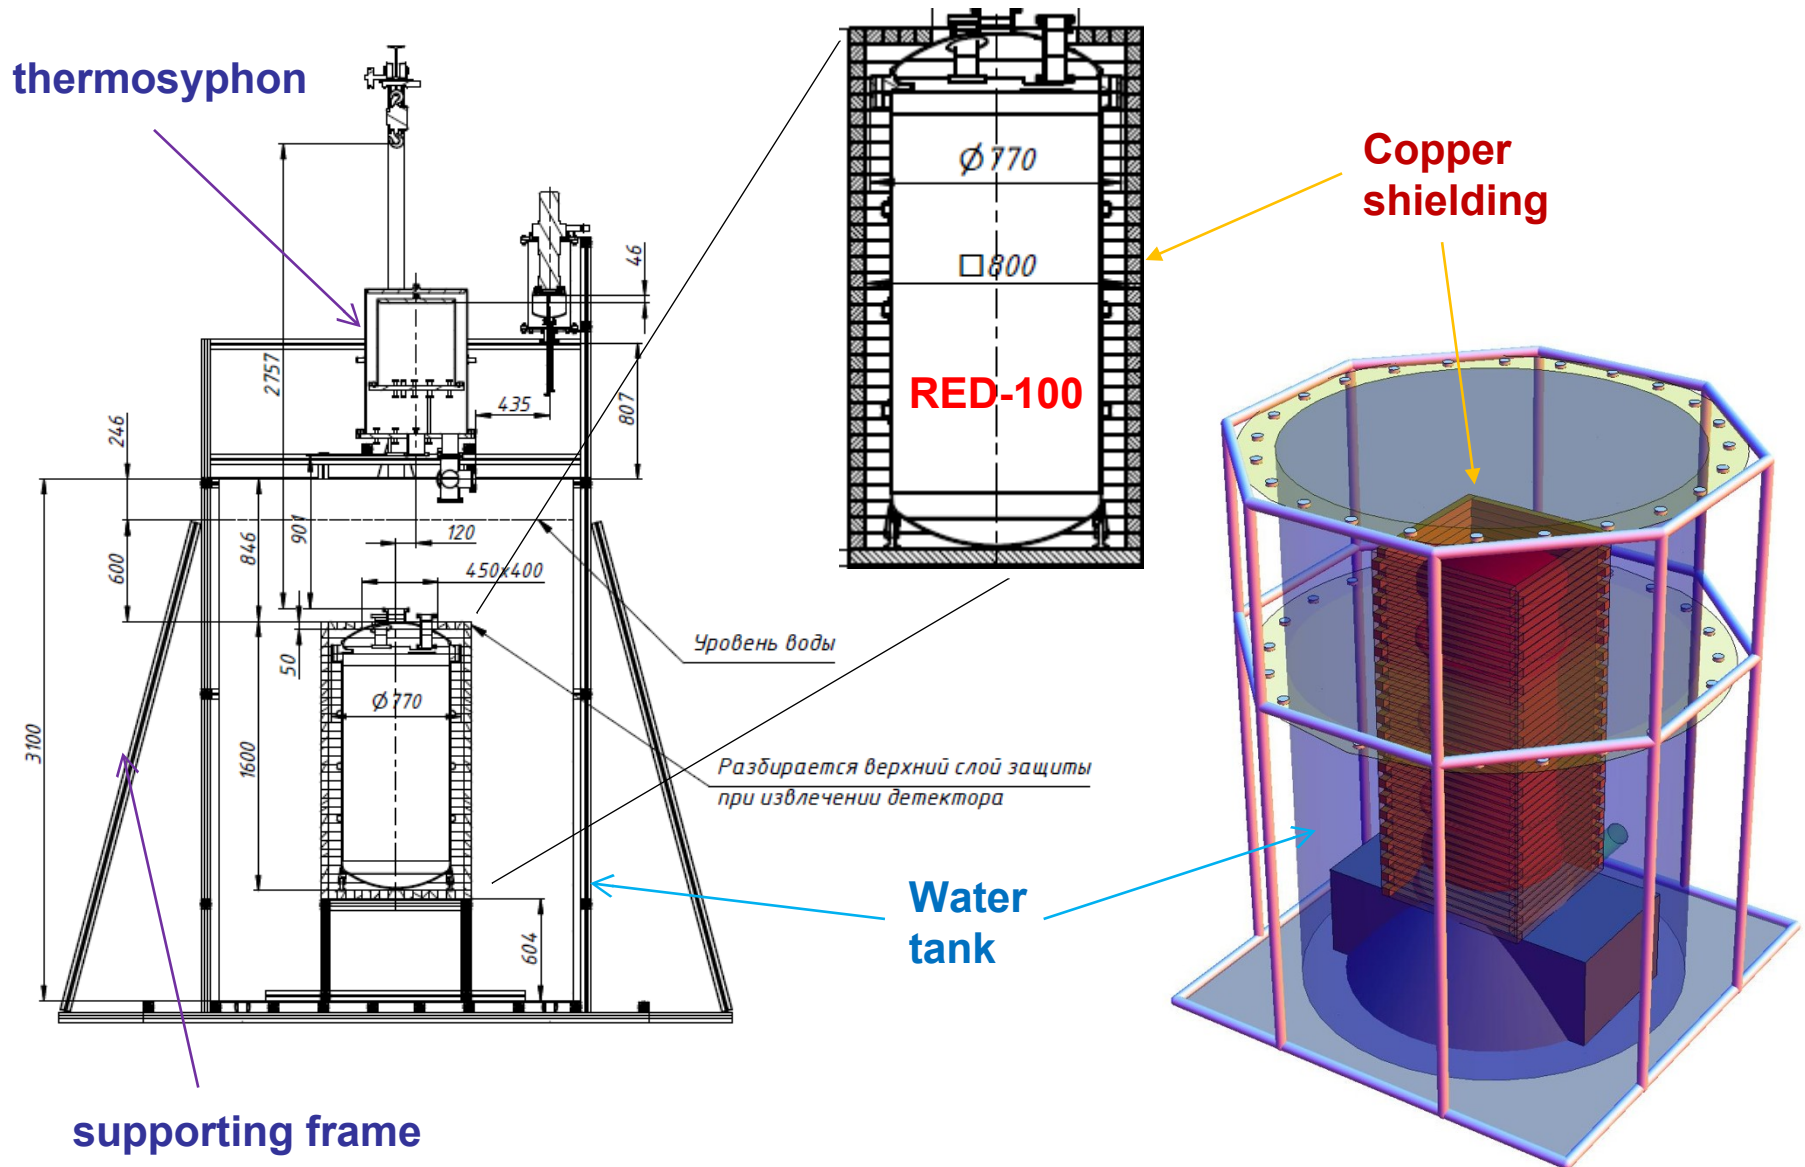 thermosyphon
Copper
shielding
Ø770
□800
RED-100
46
2757
435
807
246
901
120
846
600
450x400
Уровень воды
50
Ø770
3100
1600
Разбирается верхний слой защиты
при извлечении детектора
Water
tank
604
supporting frame